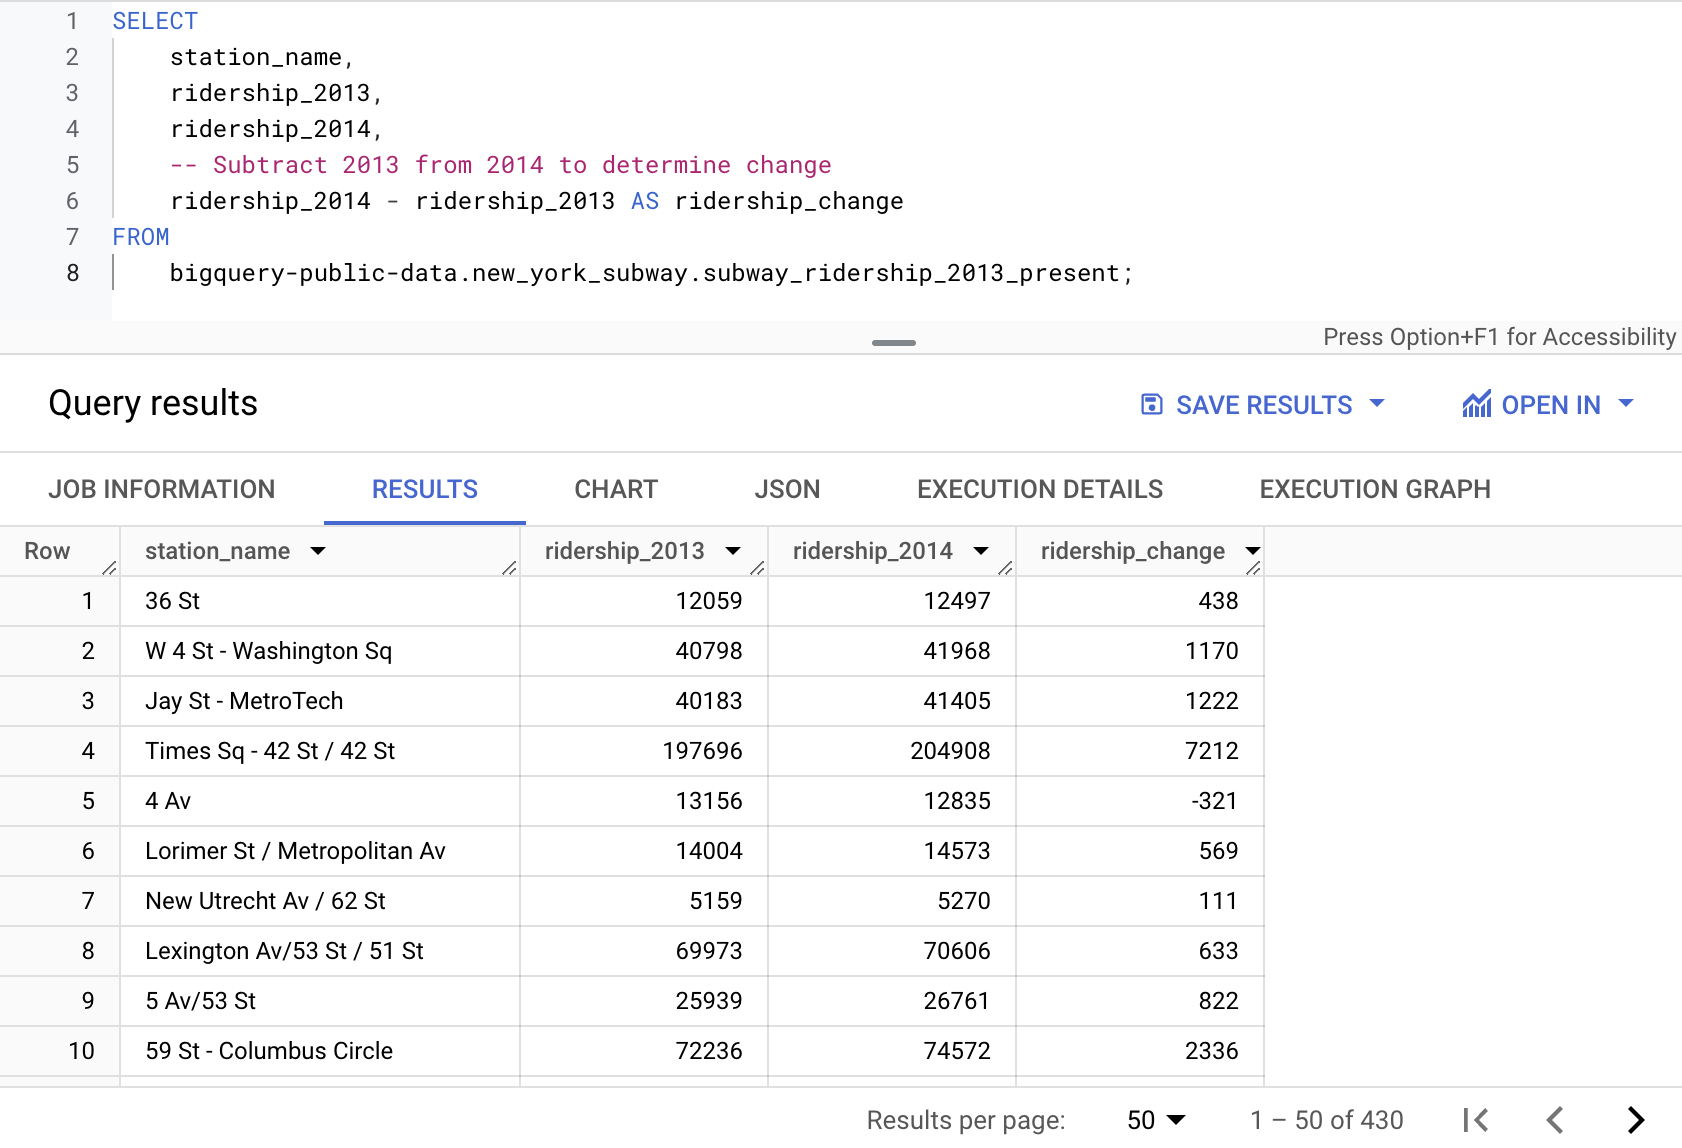 1 SELECT
2 station_name,
3 ridership_2013,
4 ridership_2014,
5 -- Subtract 2013 from 2014 to determine change
6 ridership_2014 - ridership_2013 AS ridership_change
7 FROM
8 bigquery-public-data.new_york_subway.subway_ridership_2013_present;
Press Option+F1 for Accessibility
Query results SAVE RESULTS OPEN IN
JOB INFORMATION RESULTS CHART JSON EXECUTION DETAILS EXECUTION GRAPH
Row station_name ridership_2013 ridership_2014 ridership_change
1 36 St 12059 12497 438
2 W 4 St - Washington Sq 40798 41968 1170
3 Jay St - MetroTech 40183 41405 1222
4 Times Sq - 42 St / 42 St 197696 204908 7212
5 4 Av 13156 12835 -321
6 Lorimer St / Metropolitan Av 14004 14573 569
7 New Utrecht Av / 62 St 5159 5270 111
8 Lexington Av/53 St / 51 St 69973 70606 633
9 5 Av/53 St 25939 26761 822
10 59 St - Columbus Circle 72236 74572 2336
Results per page: 50 1 – 50 of 430